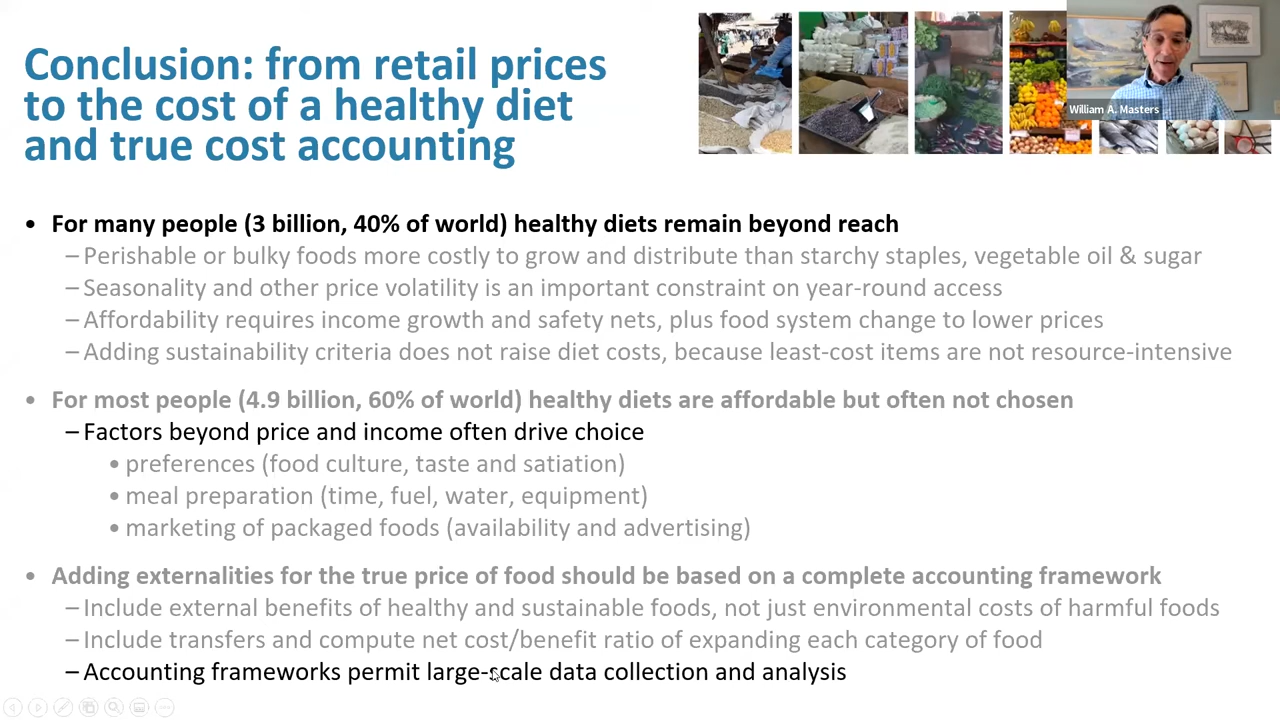 Conclusion: from retail prices
to the cost of a healthy diet
and true cost accounting
William A. Masters
• For many people (3 billion, 40% of world) healthy diets remain beyond reach
– Perishable or bulky foods more costly to grow and distribute than starchy staples, vegetable oil & sugar
– Seasonality and other price volatility is an important constraint on year-round access
– Affordability requires income growth and safety nets, plus food system change to lower prices
– Adding sustainability criteria does not raise diet costs, because least-cost items are not resource-intensive
• For most people (4.9 billion, 60% of world) healthy diets are affordable but often not chosen
– Factors beyond price and income often drive choice
• preferences (food culture, taste and satiation)
• meal preparation (time, fuel, water, equipment)
• marketing of packaged foods (availability and advertising)
• Adding externalities for the true price of food should be based on a complete accounting framework
– Include external benefits of healthy and sustainable foods, not just environmental costs of harmful foods
– Include transfers and compute net cost/benefit ratio of expanding each category of food
– Accounting frameworks permit large-scale data collection and analysis